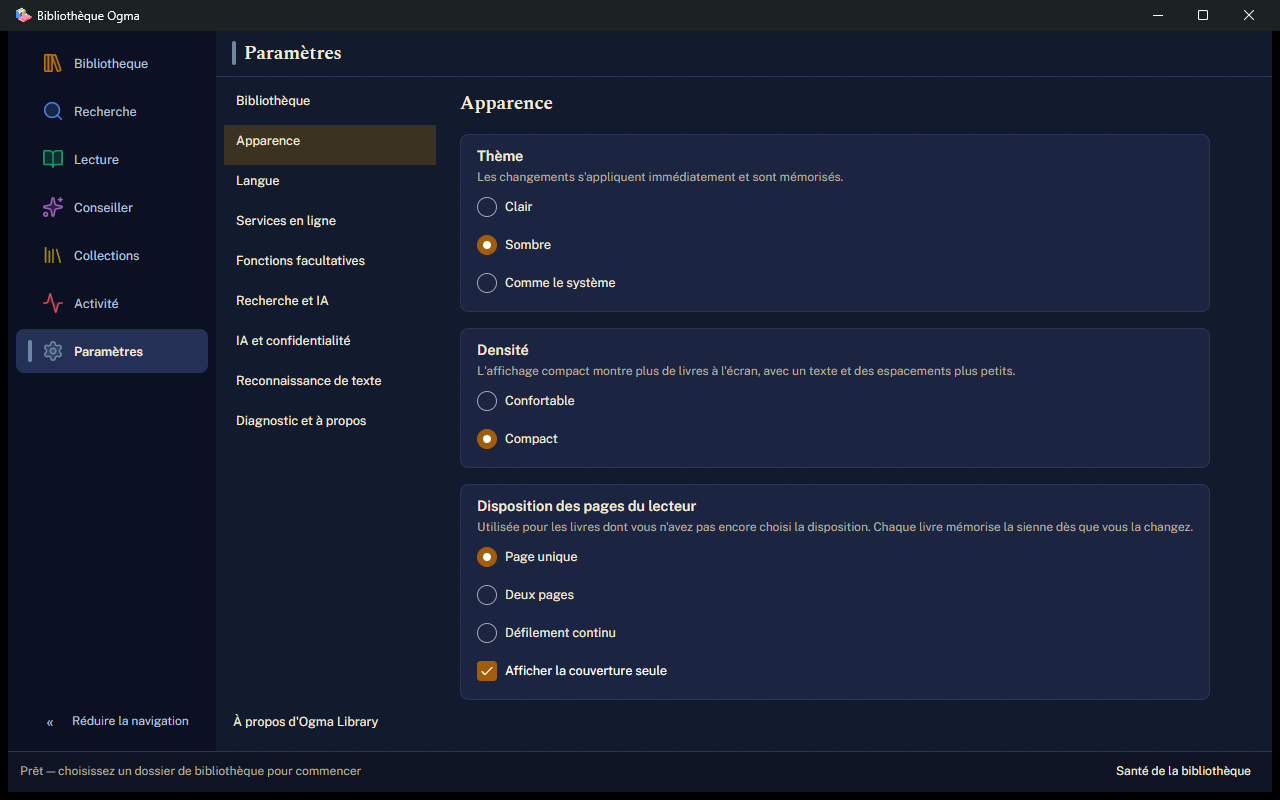 Bibliothèque Ogma
Bibliotheque
Recherche
Lecture
Conseiller
Collections
Activité
Paramètres
« Réduire la navigation
Paramètres
Bibliothèque
Apparence
Langue
Services en ligne
Fonctions facultatives
Recherche et IA
IA et confidentialité
Reconnaissance de texte
Diagnostic et à propos
À propos d'Ogma Library
Apparence
Thème
Les changements s'appliquent immédiatement et sont mémorisés.
Clair
Sombre
Comme le système
Densité
L'affichage compact montre plus de livres à l'écran, avec un texte et des espacements plus petits.
Confortable
Compact
Disposition des pages du lecteur
Utilisée pour les livres dont vous n'avez pas encore choisi la disposition. Chaque livre mémorise la sienne dès que vous la changez.
Page unique
Deux pages
Défilement continu
Afficher la couverture seule
Prêt — choisissez un dossier de bibliothèque pour commencer
Santé de la bibliothèque